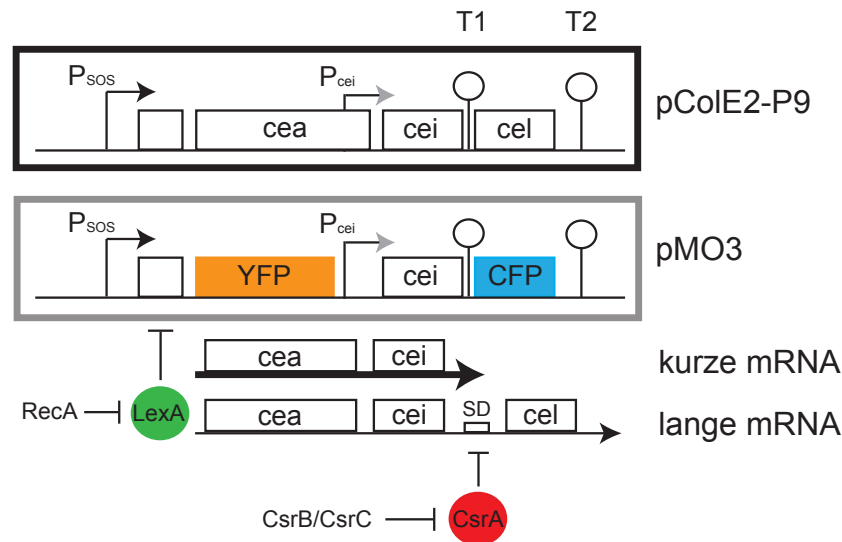 T1 T2
PSOS Pcei
cea cei cel
pColE2-P9
PSOS Pcei
YFP cei CFP
pMO3
cea cei
kurze mRNA
RecA LexA
cea cei SD cel
lange mRNA
CsrB/CsrC CsrA